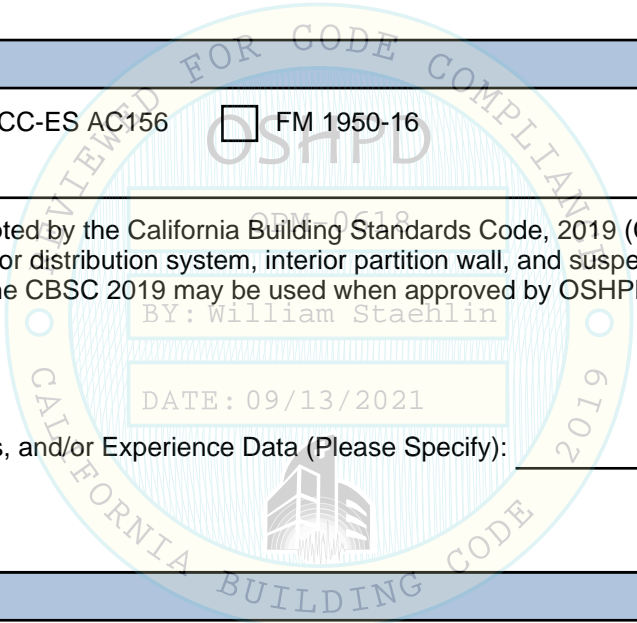 REVIEWED FOR CODE COMPLIANCE
CC-ES AC156 FM 1950-16
OSHPD
OPM-0618
oted by the California Building Standards Code, 2019 (
or distribution system, interior partition wall, and suspe
he CBSC 2019 may be used when approved by OSHP
BY: William Staehlin
DATE: 09/13/2021
s, and/or Experience Data (Please Specify):
CALIFORNIA BUILDING CODE 2019